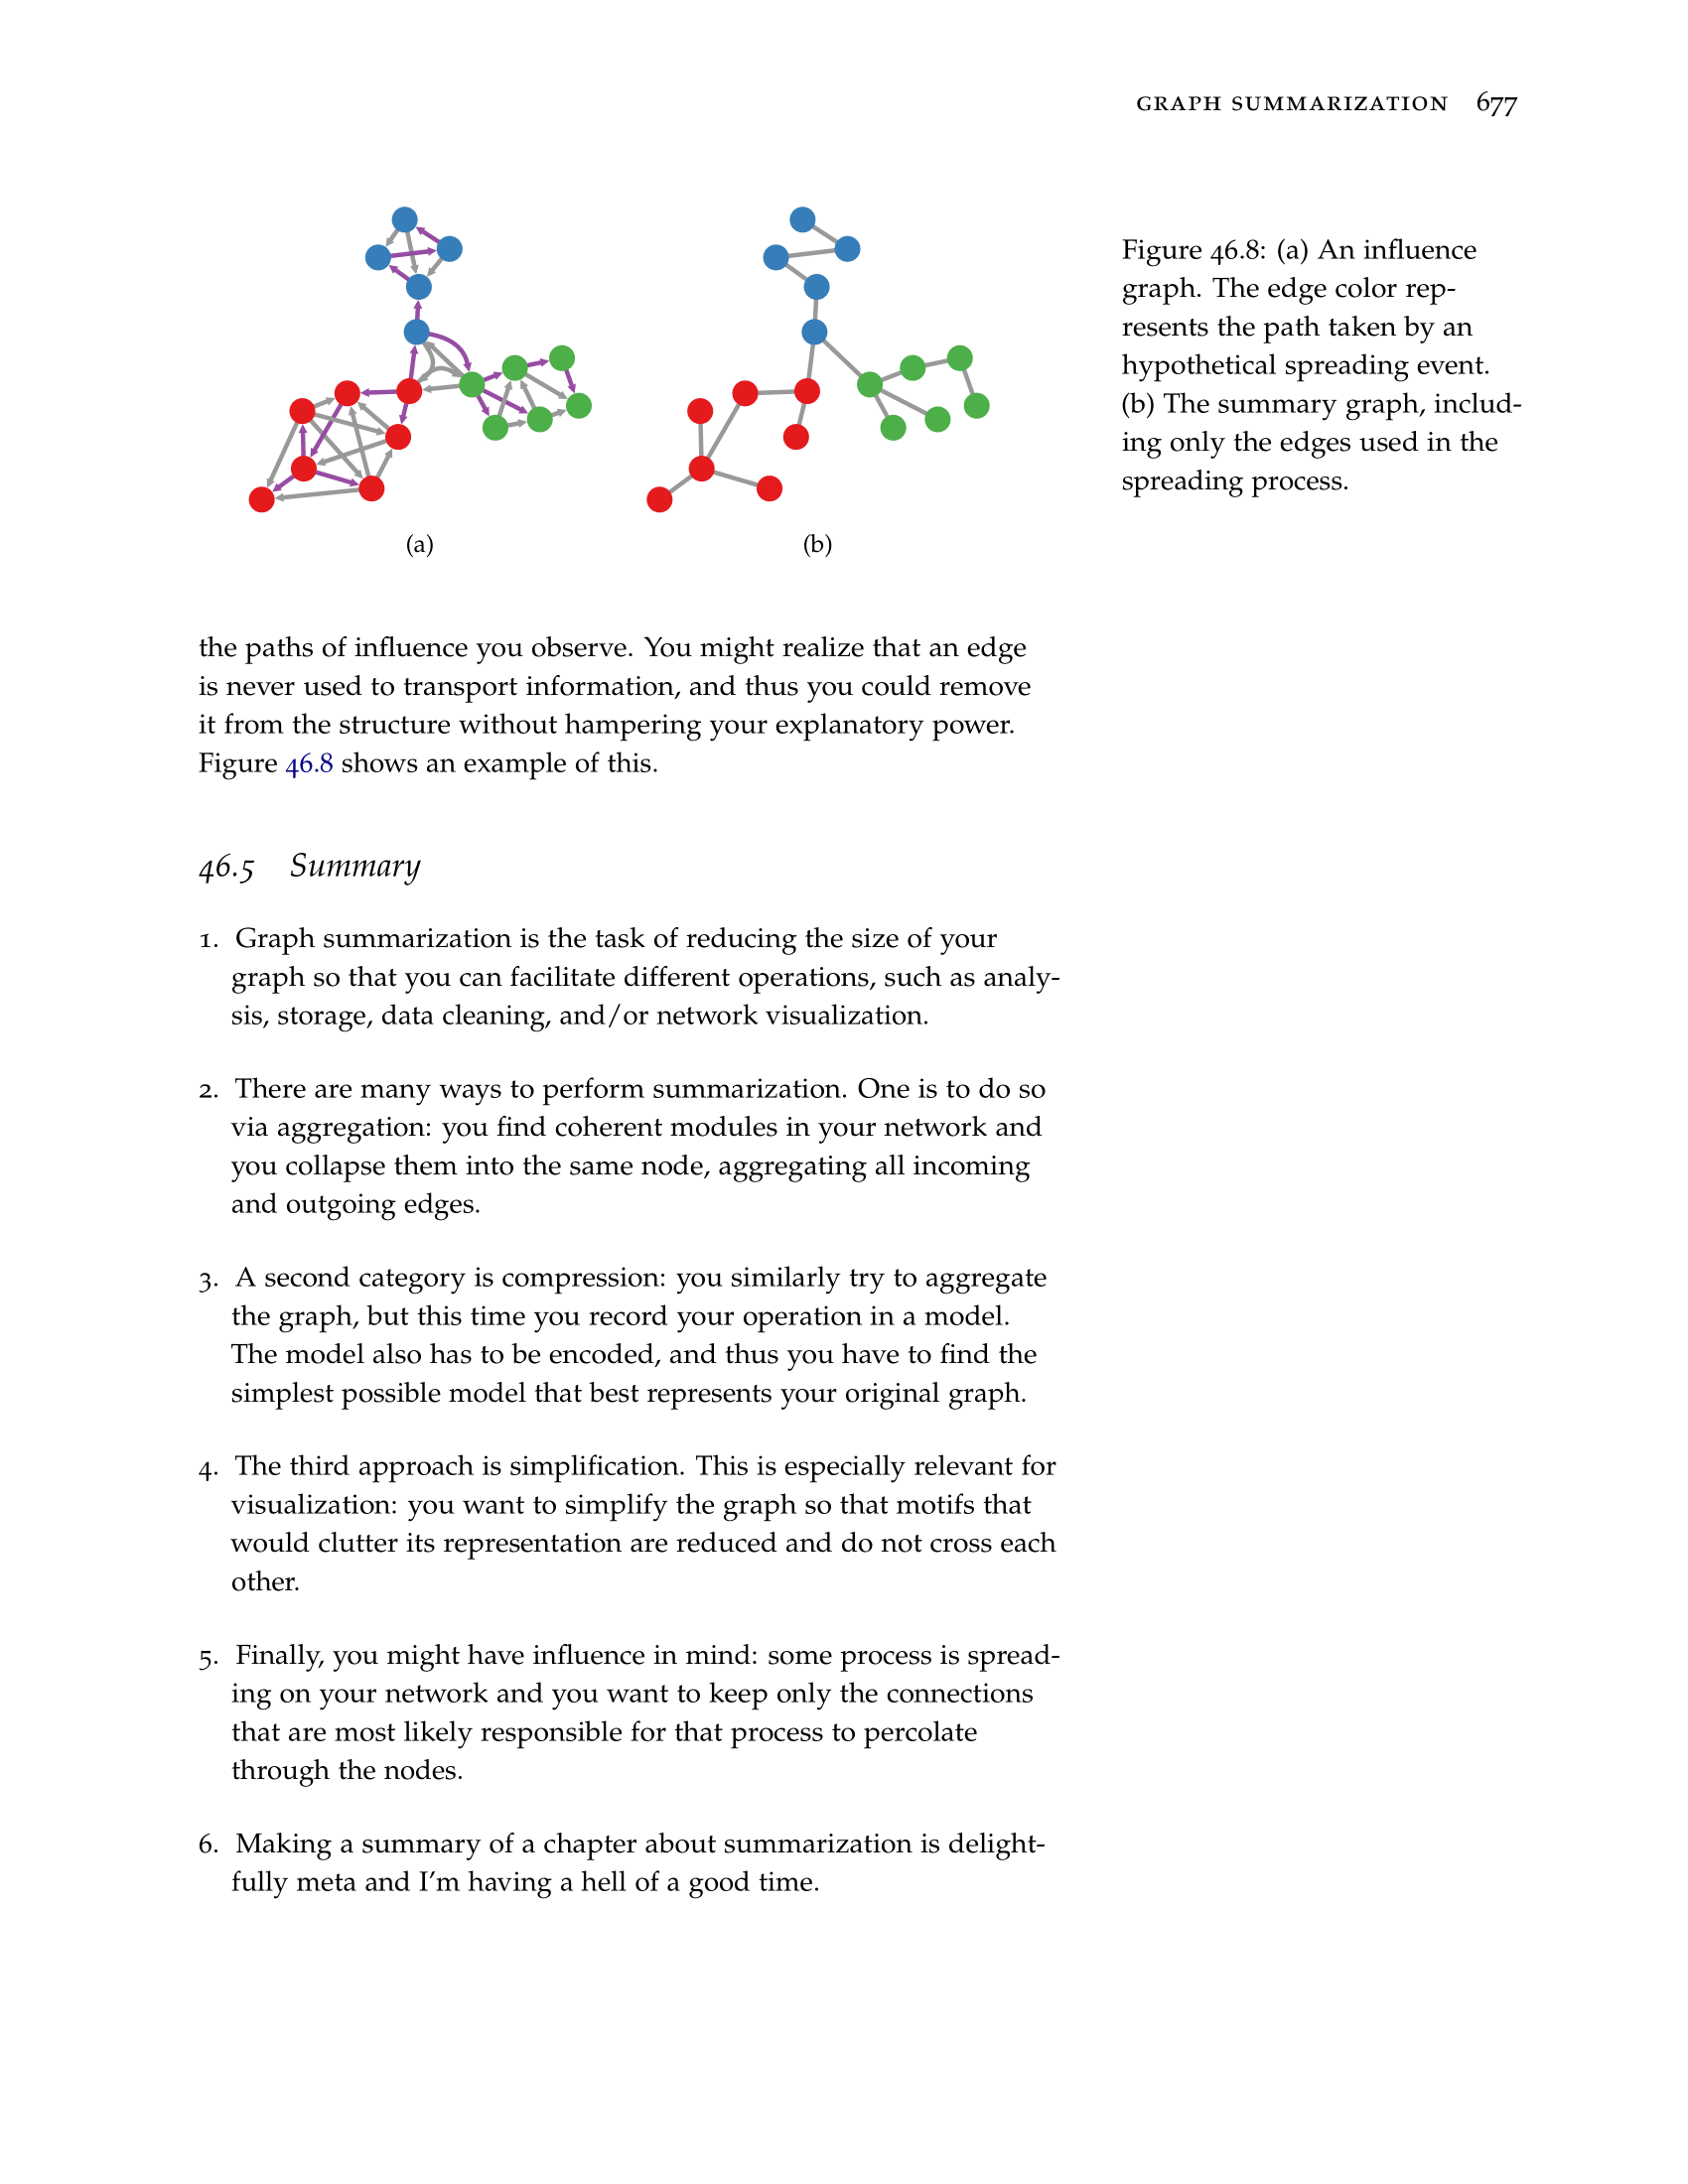 GRAPH SUMMARIZATION 677
Figure 46.8: (a) An influence
graph. The edge color rep-
resents the path taken by an
hypothetical spreading event.
(b) The summary graph, includ-
ing only the edges used in the
spreading process.
(a)
(b)
the paths of influence you observe. You might realize that an edge
is never used to transport information, and thus you could remove
it from the structure without hampering your explanatory power.
Figure 46.8 shows an example of this.
46.5 Summary
1. Graph summarization is the task of reducing the size of your
graph so that you can facilitate different operations, such as analy-
sis, storage, data cleaning, and/or network visualization.
2. There are many ways to perform summarization. One is to do so
via aggregation: you find coherent modules in your network and
you collapse them into the same node, aggregating all incoming
and outgoing edges.
3. A second category is compression: you similarly try to aggregate
the graph, but this time you record your operation in a model.
The model also has to be encoded, and thus you have to find the
simplest possible model that best represents your original graph.
4. The third approach is simplification. This is especially relevant for
visualization: you want to simplify the graph so that motifs that
would clutter its representation are reduced and do not cross each
other.
5. Finally, you might have influence in mind: some process is spread-
ing on your network and you want to keep only the connections
that are most likely responsible for that process to percolate
through the nodes.
6. Making a summary of a chapter about summarization is delight-
fully meta and I'm having a hell of a good time.